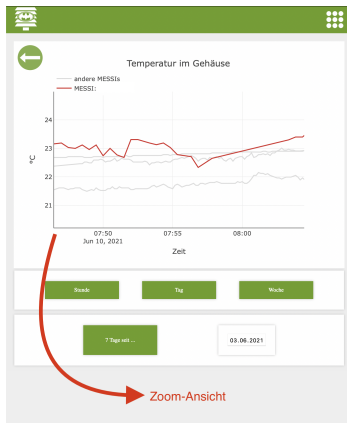 Temperatur im Gehäuse
andere MESSIs
MESSI:
24
23
22
21
°C
07:50
07:55
08:00
Jun 10, 2021
Zeit
Stunde
Tag
Woche
7 Tage seit ...
03.06.2021
Zoom-Ansicht